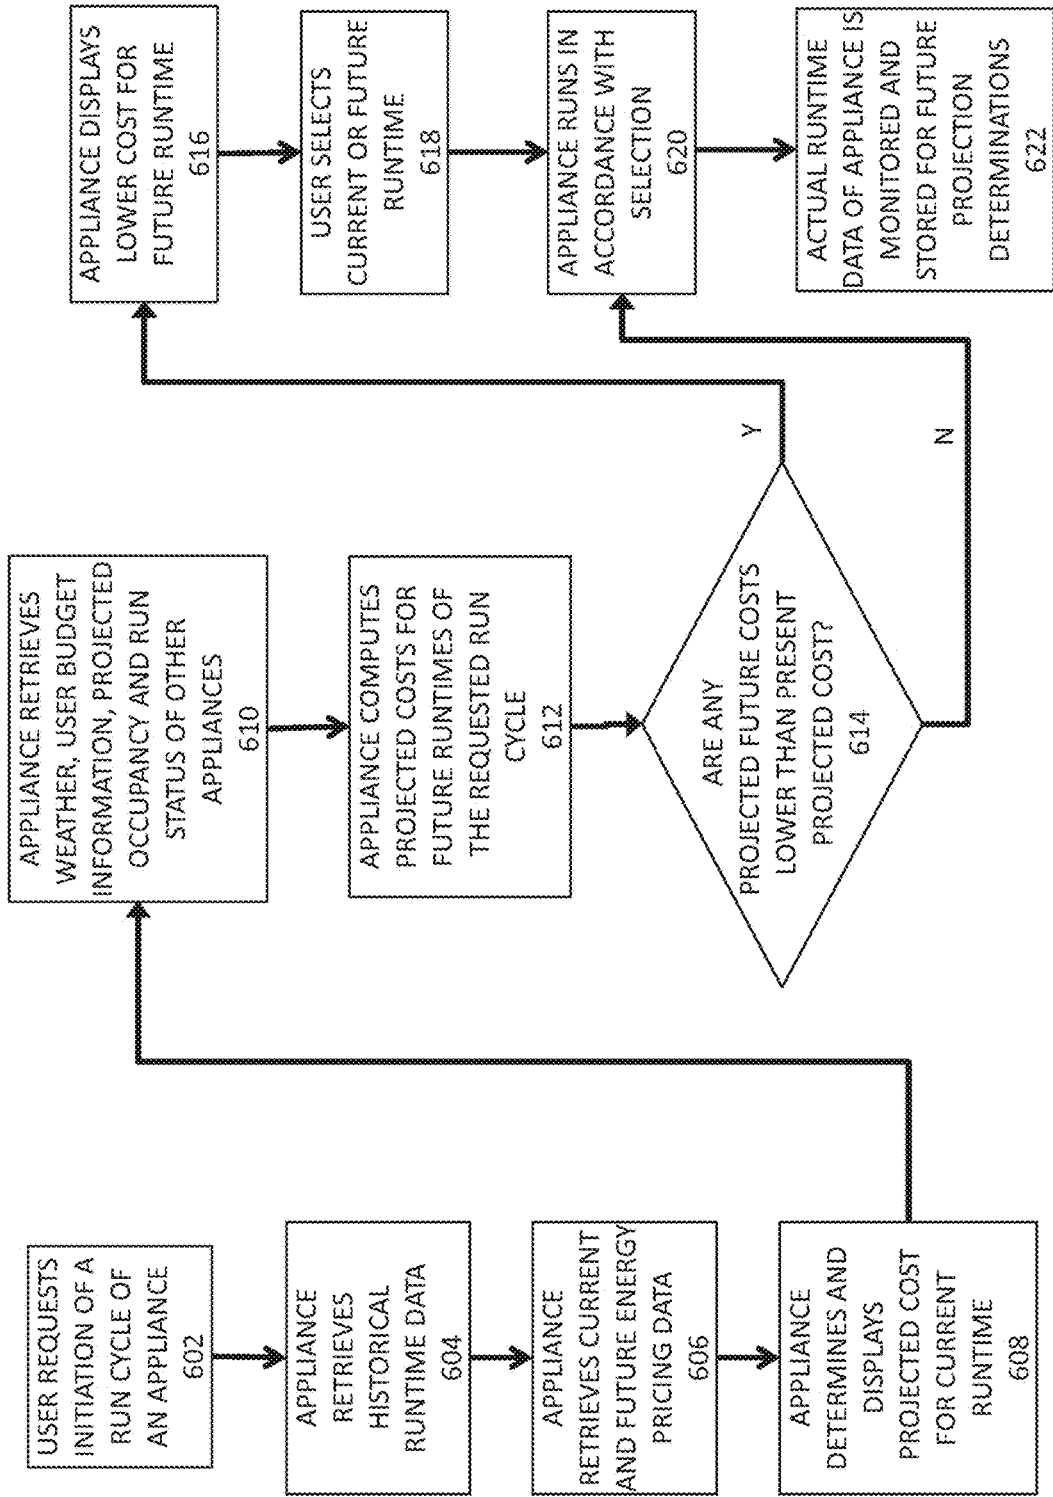 USER REQUESTS
INITIATION OF A
RUN CYCLE OF
AN APPLIANCE
602
APPLIANCE
RETRIEVES
HISTORICAL
RUNTIME DATA
604
APPLIANCE
RETRIEVES CURRENT
AND FUTURE ENERGY
PRICING DATA
606
APPLIANCE
DETERMINES AND
DISPLAYS
PROJECTED COST
FOR CURRENT
RUNTIME
608
APPLIANCE RETRIEVES
WEATHER, USER BUDGET
INFORMATION, PROJECTED
OCCUPANCY AND RUN
STATUS OF OTHER
APPLIANCES
610
APPLIANCE COMPUTES
PROJECTED COSTS FOR
FUTURE RUNTIMES OF
THE REQUESTED RUN
CYCLE
612
ARE ANY
PROJECTED FUTURE COSTS
LOWER THAN PRESENT
PROJECTED COST?
614
Y
N
APPLIANCE DISPLAYS
LOWER COST FOR
FUTURE RUNTIME
616
USER SELECTS
CURRENT OR FUTURE
RUNTIME.
618
APPLIANCE RUNS IN
ACCORDANCE WITH
SELECTION
620
ACTUAL RUNTIME
DATA OF APPLIANCE IS
MONITORED AND
STORED FOR FUTURE
PROJECTION
DETERMINATIONS
622